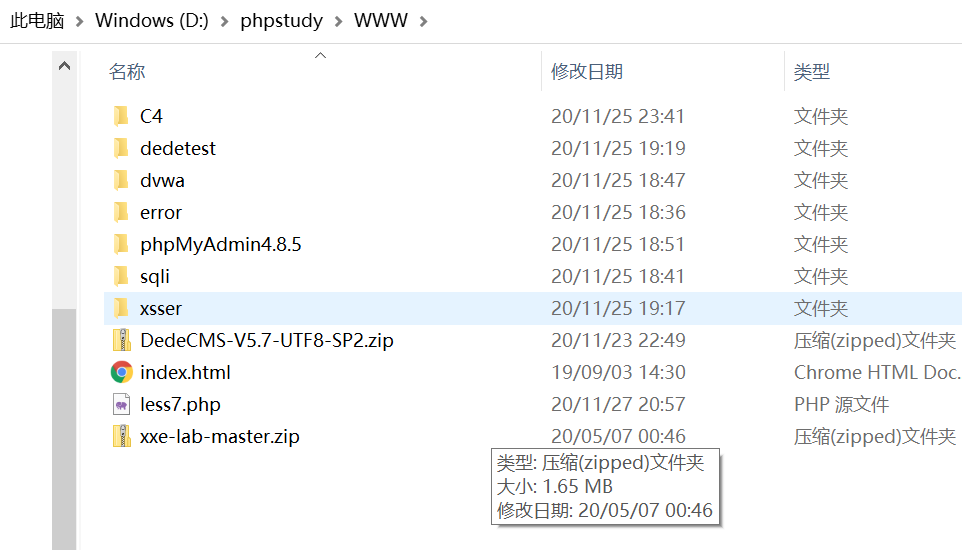 此电脑 > Windows (D:) > phpstudy > WWW >
名称 修改日期 类型
C4 20/11/25 23:41 文件夹
dedetest 20/11/25 19:19 文件夹
dvwa 20/11/25 18:47 文件夹
error 20/11/25 18:36 文件夹
phpMyAdmin4.8.5 20/11/25 18:51 文件夹
sqli 20/11/25 18:41 文件夹
xsser 20/11/25 19:17 文件夹
DedeCMS-V5.7-UTF8-SP2.zip 20/11/23 22:49 压缩(zipped)文件夹
index.html 19/09/03 14:30 Chrome HTML Doc.
less7.php 20/11/27 20:57 PHP 源文件
xxe-lab-master.zip 20/05/07 00:46 压缩(zipped)文件夹
类型: 压缩(zipped)文件夹
大小: 1.65 MB
修改日期: 20/05/07 00:46